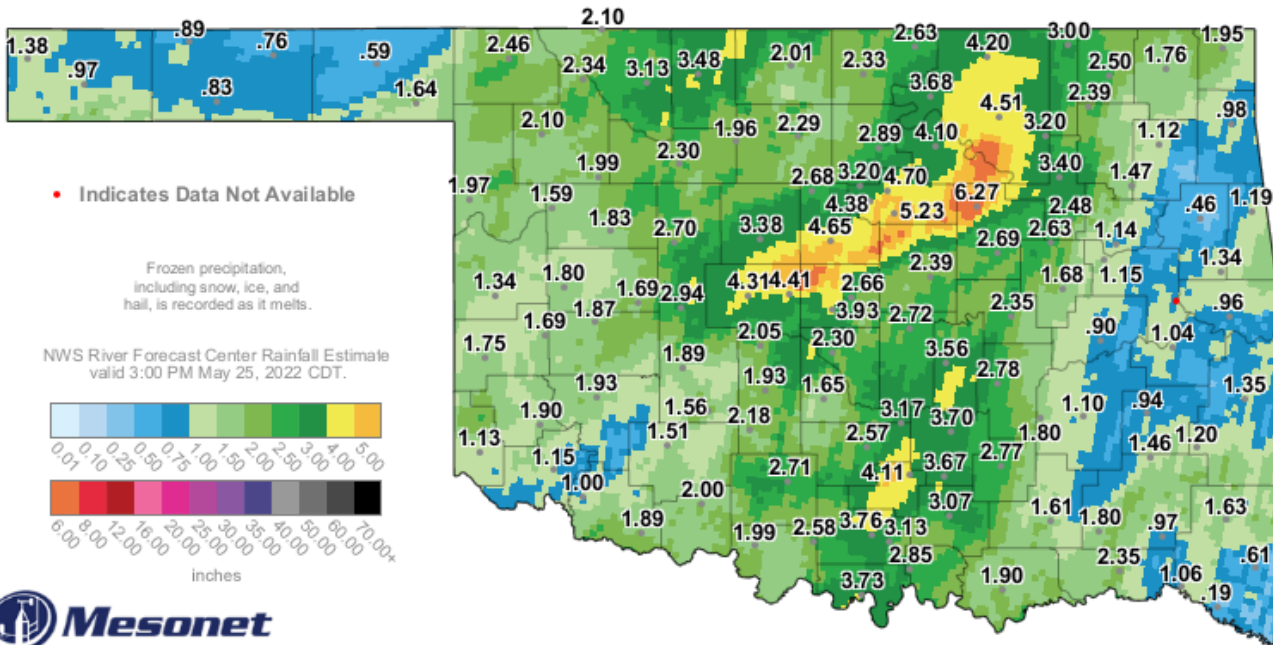 2.10
1.38 .89 .76 .59 2.46 2.34 3.13 3.48 2.01 2.33 2.63 4.20 3.00 2.50 1.76 1.95
.97 .83 1.64 3.68 4.51 2.39 .98
2.10 1.96 2.29 2.89 4.10 3.20 1.12
1.97 1.59 1.99 2.30 2.68 3.20 4.70 6.27 3.40 1.47 1.19
Indicates Data Not Available
1.83 2.70 3.38 4.38 4.65 5.23 2.69 2.48 2.63 1.14 .46
Frozen precipitation,
including snow, ice, and
hail, is recorded as it melts.
1.34 1.80 1.69 2.94 4.31 4.41 2.66 2.39 1.68 1.15 1.34
1.69 1.87 3.93 2.72 2.35 .90 1.04 .96
NWS River Forecast Center Rainfall Estimate
valid 3:00 PM May 25, 2022 CDT.
1.75 1.89 2.05 2.30 3.56
1.93 1.93 1.65 2.78 1.35
1.90 1.56 2.18 3.17 3.70 1.10 .94
1.13 1.51 2.57 1.80 1.46 1.20
0.01 0.10 0.25 0.50 0.75 1.00 1.50 2.00 2.50 3.00 4.00 5.00
1.15 1.00 2.00 2.71 4.11 3.67 2.77
6.00 8.00 12.00 16.00 20.00 25.00 30.00 35.00 40.00 50.00 60.00 70.00+
inches
1.89 1.99 2.58 3.76 3.13 3.07 1.61 1.80 .97 1.63
3.73 2.85 1.90 2.35 1.06 .61
.19
Mesonet